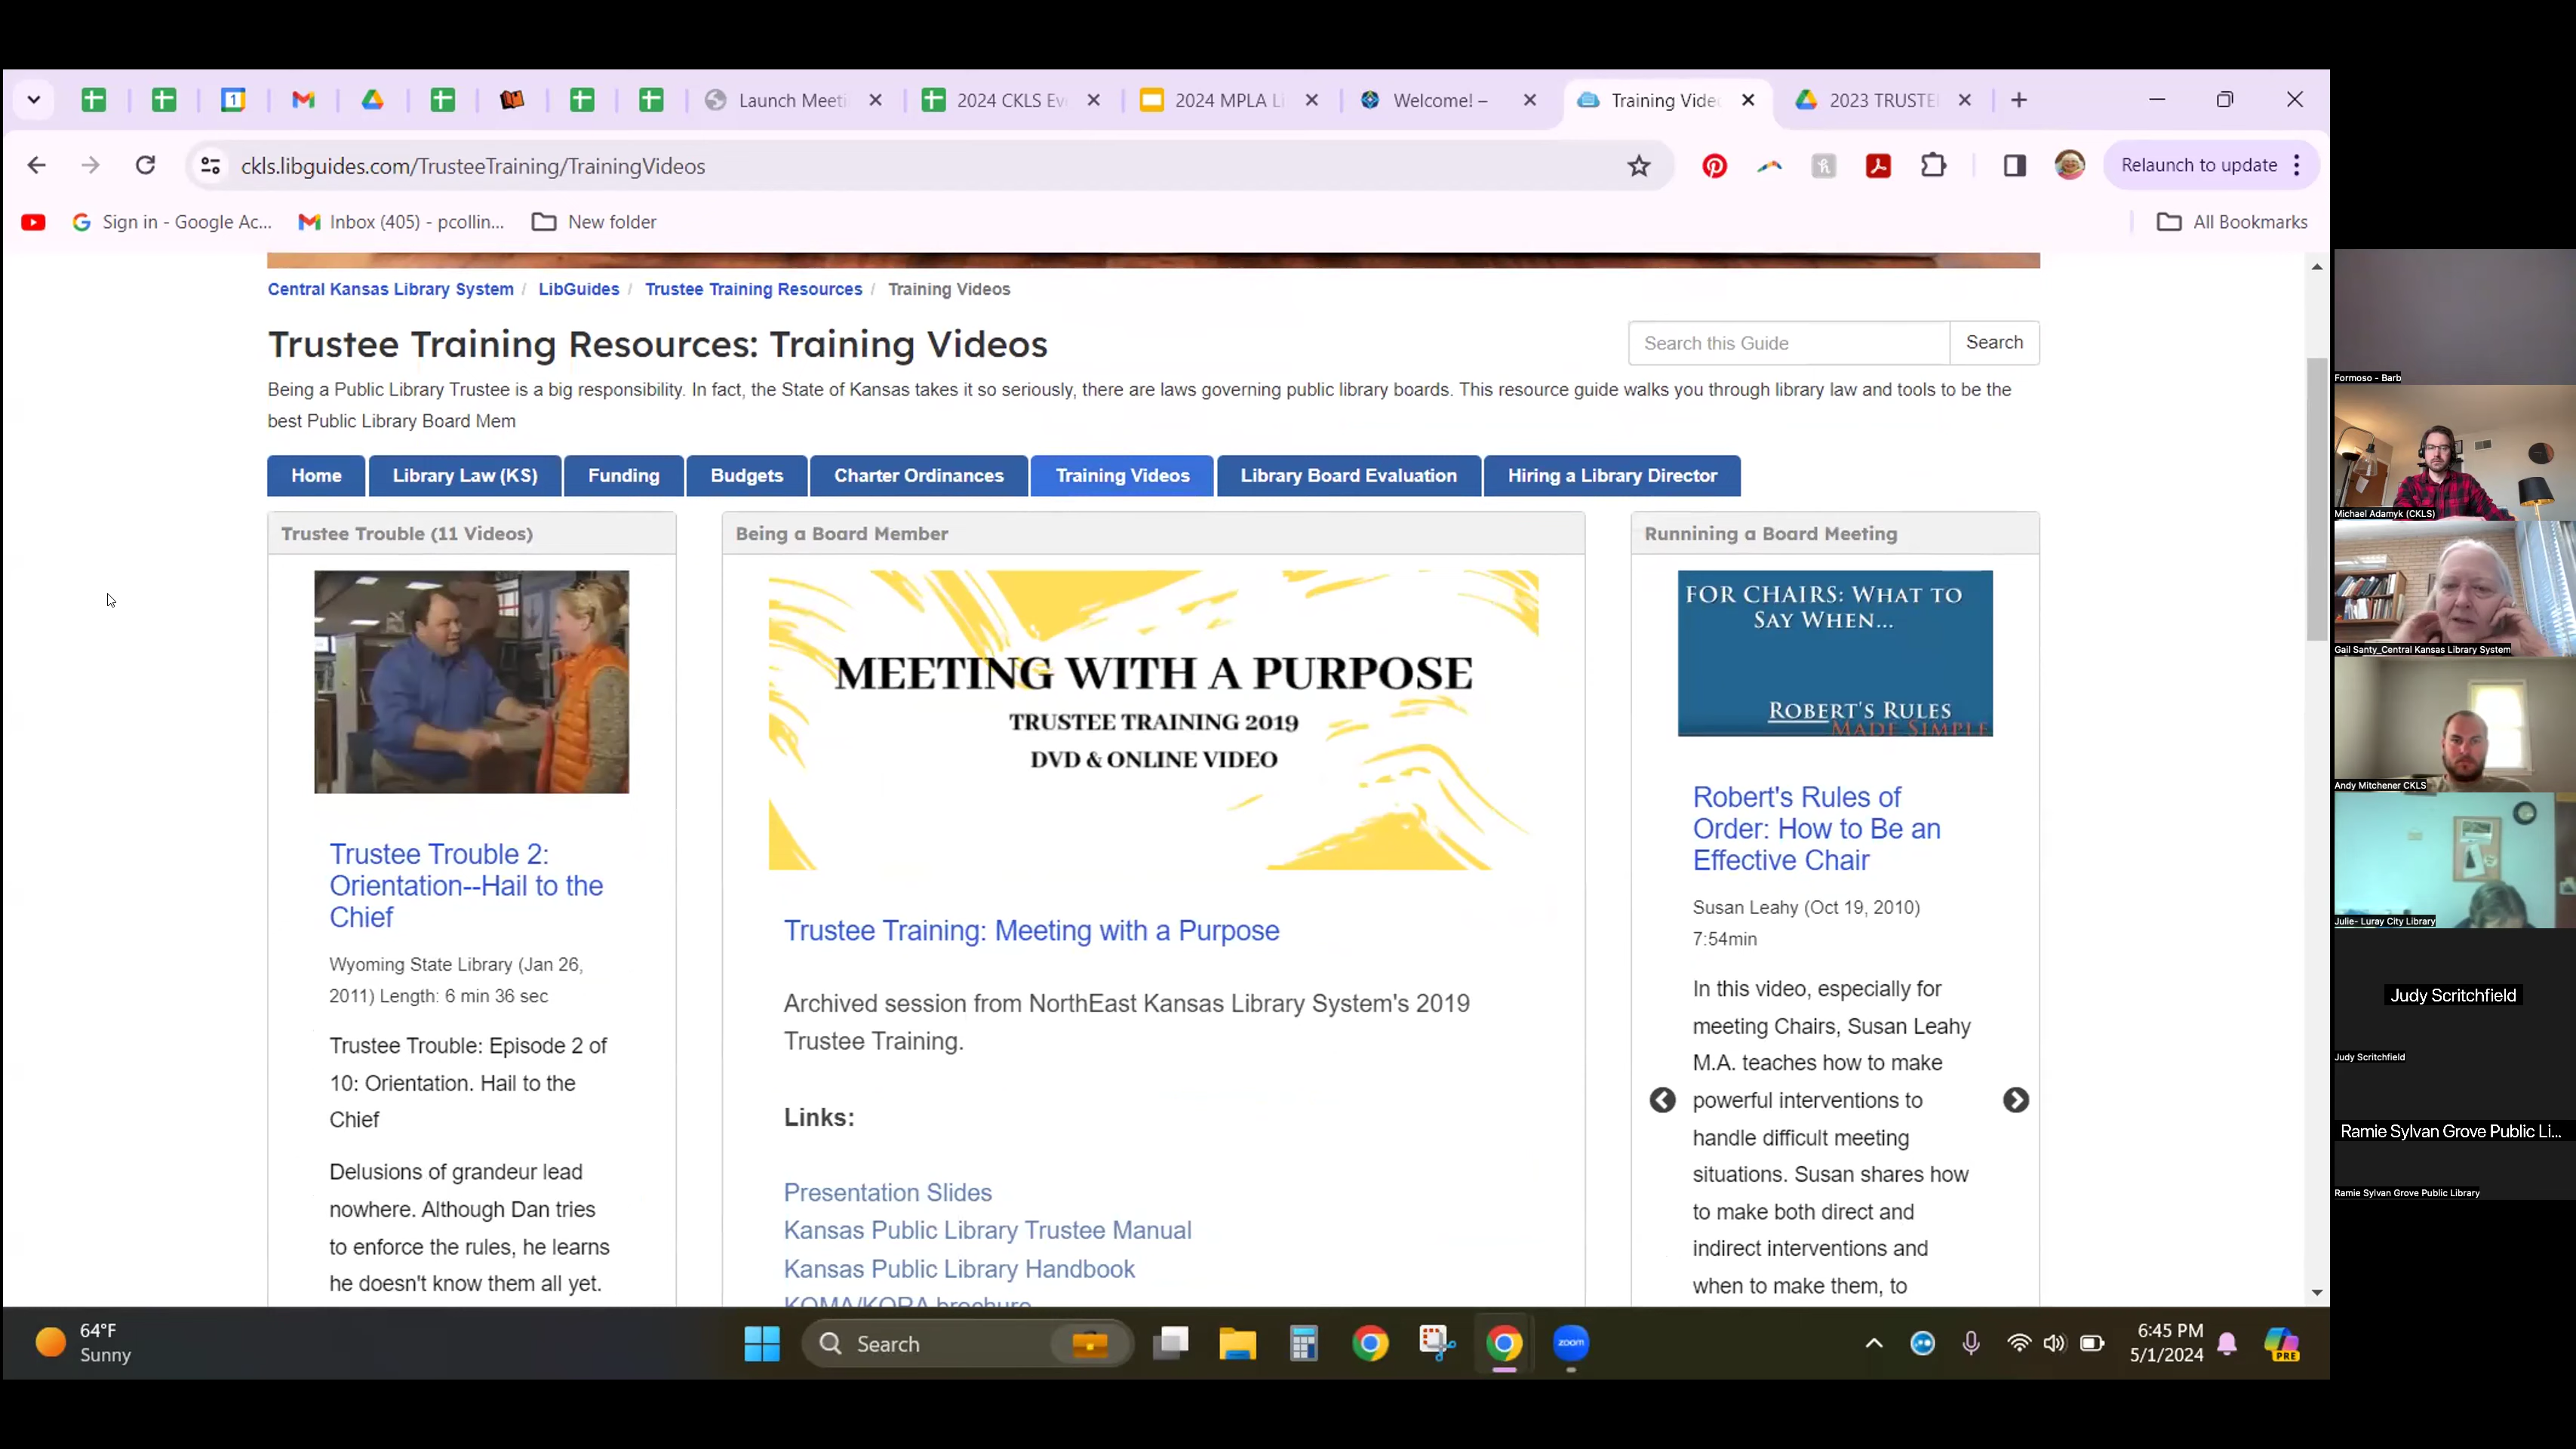 Launch Meeti
2024 CKLS Ev
2024 MPLA Li
Welcome! –
Training Vide
2023 TRUSTE
ckls.libguides.com/TrusteeTraining/TrainingVideos
Relaunch to update
Sign in - Google Ac...
Inbox (405) - pcollin...
New folder
All Bookmarks
Central Kansas Library System / LibGuides / Trustee Training Resources / Training Videos
Trustee Training Resources: Training Videos
Search this Guide
Search
Being a Public Library Trustee is a big responsibility. In fact, the State of Kansas takes it so seriously, there are laws governing public library boards. This resource guide walks you through library law and tools to be the
best Public Library Board Mem
Home
Library Law (KS)
Funding
Budgets
Charter Ordinances
Training Videos
Library Board Evaluation
Hiring a Library Director
Trustee Trouble (11 Videos)
Trustee Trouble 2:
Orientation--Hail to the
Chief
Wyoming State Library (Jan 26,
2011) Length: 6 min 36 sec
Trustee Trouble: Episode 2 of
10: Orientation. Hail to the
Chief
Delusions of grandeur lead
nowhere. Although Dan tries
to enforce the rules, he learns
he doesn't know them all yet.
Being a Board Member
MEETING WITH A PURPOSE
TRUSTEE TRAINING 2019
DVD & ONLINE VIDEO
Trustee Training: Meeting with a Purpose
Archived session from NorthEast Kansas Library System's 2019
Trustee Training.
Links:
Presentation Slides
Kansas Public Library Trustee Manual
Kansas Public Library Handbook
KOMA/KORA brochure
Runnining a Board Meeting
FOR CHAIRS: WHAT TO
SAY WHEN...
ROBERT'S RULES
MADE SIMPLE
Robert's Rules of
Order: How to Be an
Effective Chair
Susan Leahy (Oct 19, 2010)
7:54min
In this video, especially for
meeting Chairs, Susan Leahy
M.A. teaches how to make
powerful interventions to
handle difficult meeting
situations. Susan shares how
to make both direct and
indirect interventions and
when to make them, to
Formoso - Barb
Michael Adamyk (CKLS)
Gail Santy_Central Kansas Library System
Andy Mitchener CKLS
Julie- Luray City Library
Judy Scritchfield
Judy Scritchfield
Ramie Sylvan Grove Public Li...
Ramie Sylvan Grove Public Library
64°F
Sunny
Search
zoom
6:45 PM
5/1/2024
PRE